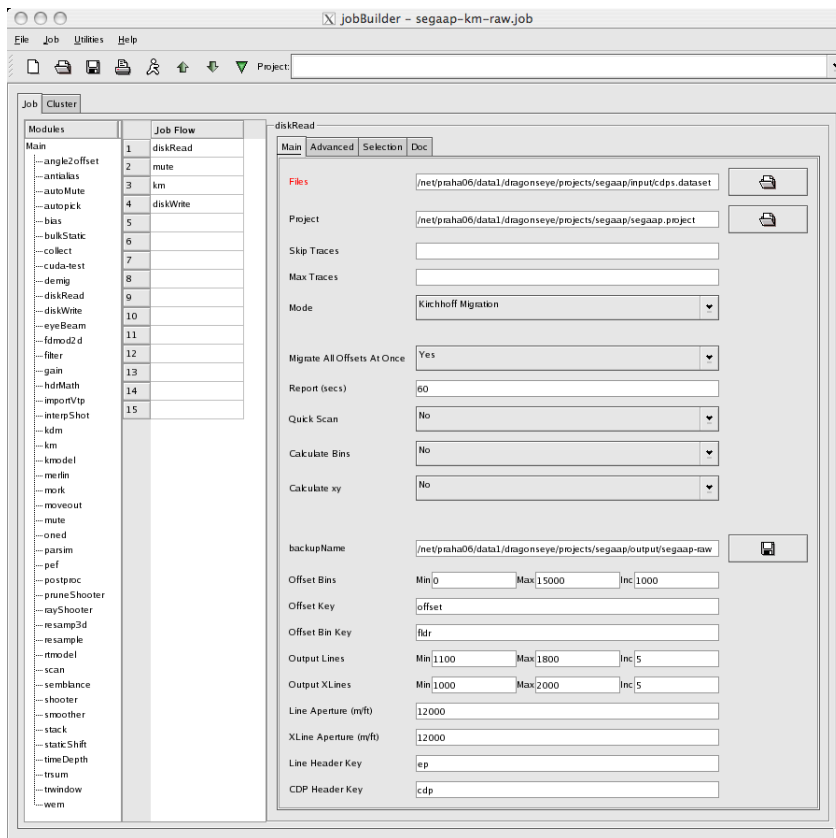 jobBuilder - segaap-km-raw.job
File Job Utilities Help
Project:
Job Cluster
Modules
Main
angle2offset
antialias
autoMute
autopick
bias
bulkStatic
collect
cuda-test
demig
diskRead
diskWrite
eyeBeam
fdmod2d
filter
gain
hdrMath
importVtp
interpShot
kdm
km
kmodel
merlin
mork
moveout
mute
oned
parsim
pef
postproc
pruneShooter
rayShooter
resamp3d
resample
rtmodel
scan
semblance
shooter
smoother
stack
staticShift
timeDepth
trsum
trwindow
wem
Job Flow
1 diskRead
2 mute
3 km
4 diskWrite
5
6
7
8
9
10
11
12
13
14
15
diskRead
Main Advanced Selection Doc
Files /net/praha06/data1/dragonseye/projects/segaap/input/cdps.dataset
Project /net/praha06/data1/dragonseye/projects/segaap/segaap.project
Skip Traces
Max Traces
Mode Kirchhoff Migration
Migrate All Offsets At Once Yes
Report (secs) 60
Quick Scan No
Calculate Bins No
Calculate xy No
backupName /net/praha06/data1/dragonseye/projects/segaap/output/segaap-raw
Offset Bins Min 0 Max 15000 Inc 1000
Offset Key offset
Offset Bin Key fldr
Output Lines Min 1100 Max 1800 Inc 5
Output XLines Min 1000 Max 2000 Inc 5
Line Aperture (m/ft) 12000
XLine Aperture (m/ft) 12000
Line Header Key ep
CDP Header Key cdp